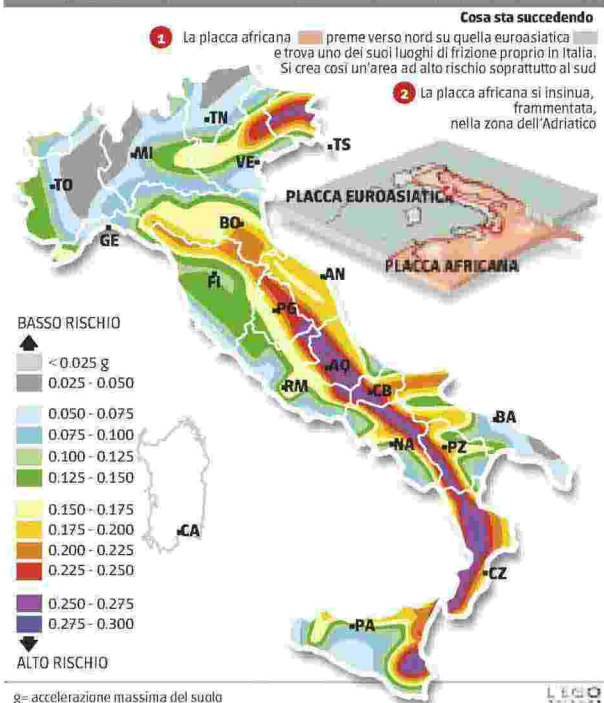 Cosa sta succedendo
1 La placca africana preme verso nord su quella euroasiatica
e trova uno dei suoi luoghi di frizione proprio in Italia.
Si crea così un'area ad alto rischio soprattutto al sud
2 La placca africana si insinua,
frammentata,
nella zona dell'Adriatico
PLACCA EUROASIATICA
PLACCA AFRICANA
TN
MI
TO
VE
TS
GE
BO
FI
AN
PG
AQ
RM
CB
BA
NA
PZ
CA
CZ
PA
BASSO RISCHIO
<0.025 g
0.025 - 0.050
0.050 - 0.075
0.075 - 0.100
0.100 - 0.125
0.125 - 0.150
0.150 - 0.175
0.175 - 0.200
0.200 - 0.225
0.225 - 0.250
0.250 - 0.275
0.275 - 0.300
ALTO RISCHIO
g= accelerazione massima del suolo